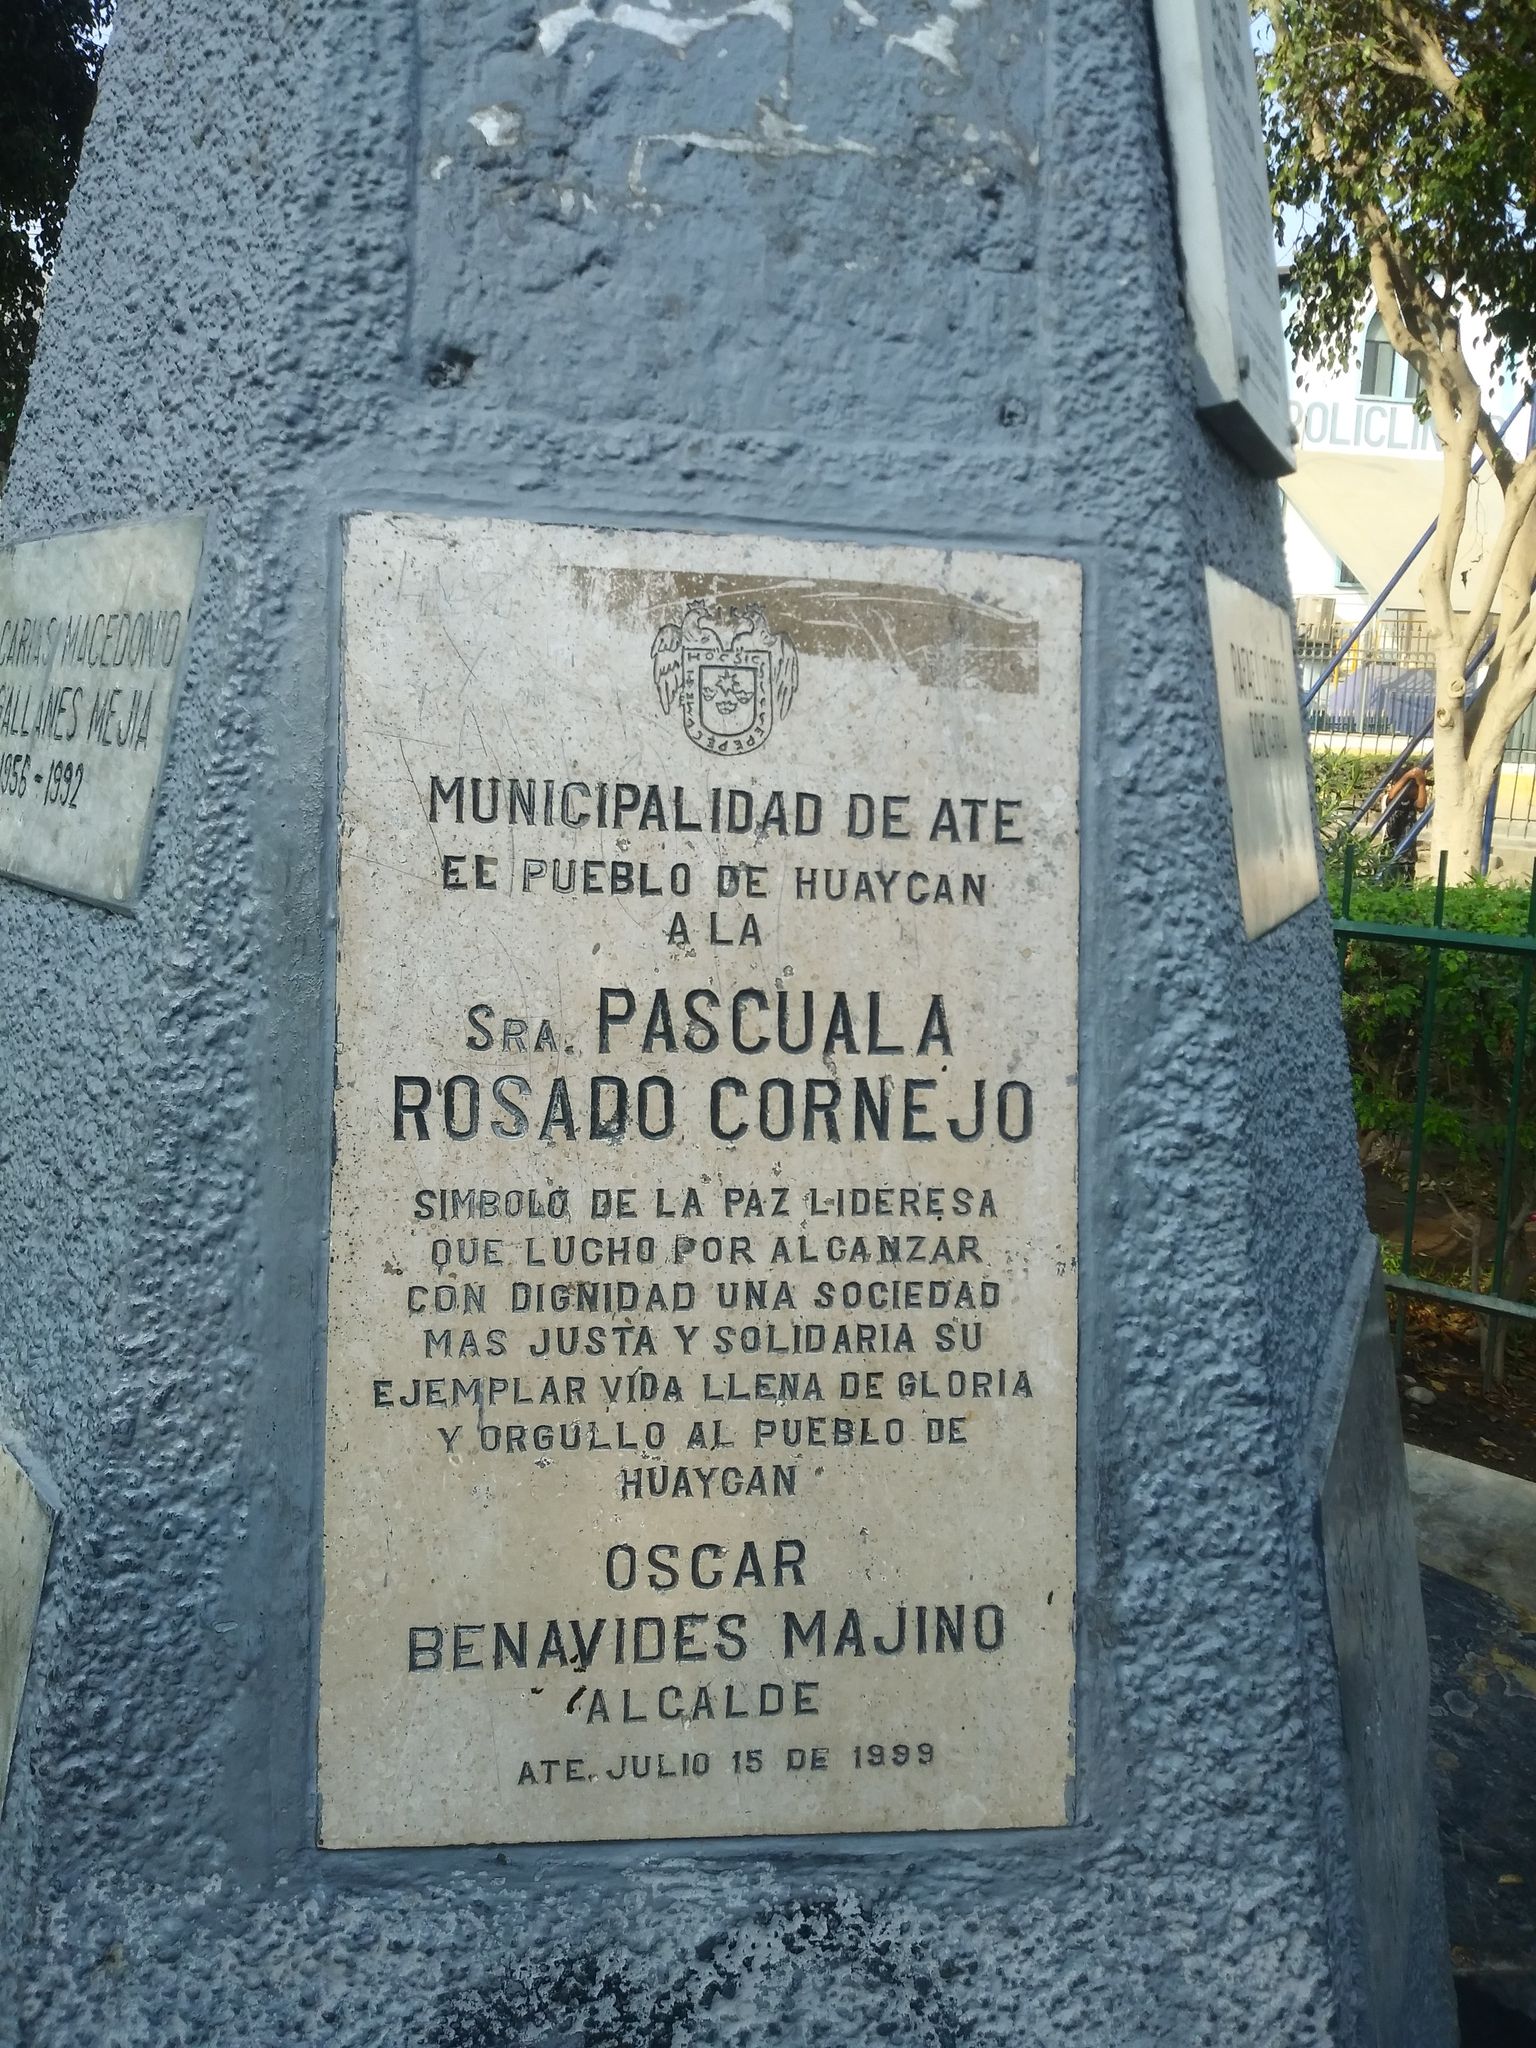 POLICLIN
MUNICIPALIDAD DE ATE
EL PUEBLO DE HUAYCAN
A LA
SRA. PASCUALA
ROSADO CORNEJO
SIMBOLO DE LA PAZ LIDERESA
QUE LUCHO POR ALCANZAR
CON DIGNIDAD UNA SOCIEDAD
MAS JUSTA Y SOLIDARIA SU
EJEMPLAR VIDA LLENA DE GLORIA
Y ORGULLO AL PUEBLO DE
HUAYCAN
OSCAR
BENAVIDES MAJINO
ALCALDE
ATE. JULIO 15 DE 1999
MACEDONIO
MEJIA
1956-1992